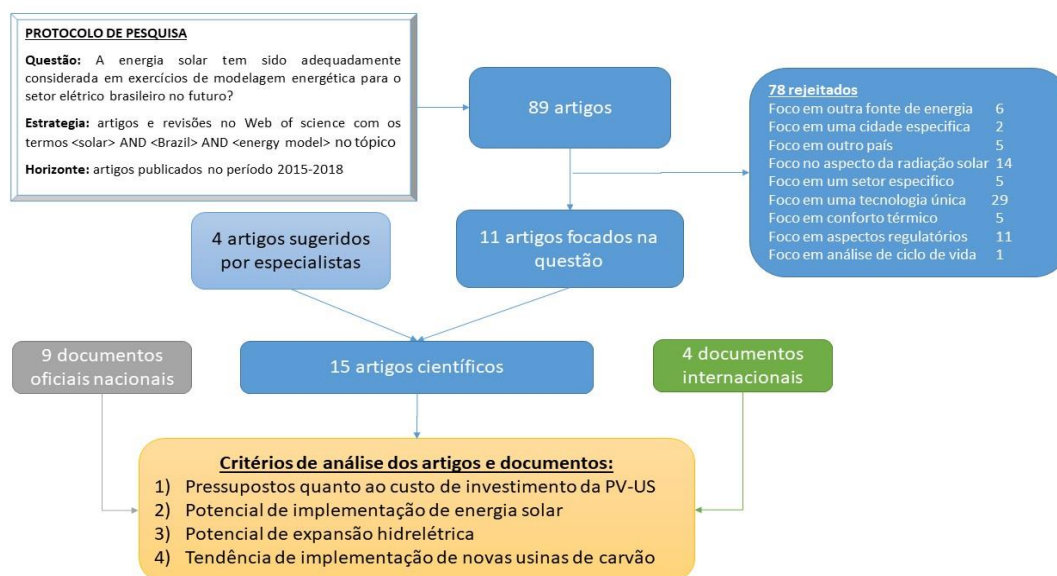 PROTOCOLO DE PESQUISA
Questão: A energia solar tem sido adequadamente
considerada em exercícios de modelagem energética para o
setor elétrico brasileiro no futuro?
Estrategia: artigos e revisões no Web of science com os
termos <solar> AND <Brazil> AND <energy model> no tópico
Horizonte: artigos publicados no período 2015-2018
89 artigos
78 rejeitados
Foco em outra fonte de energia 6
Foco em uma cidade especifica 2
Foco em outro país 5
Foco no aspecto da radiação solar 14
Foco em um setor especifico 5
Foco em uma tecnologia única 29
Foco em conforto térmico 5
Foco em aspectos regulatórios 11
Foco em análise de ciclo de vida 1
4 artigos sugeridos
por especialistas
11 artigos focados na
questão
9 documentos
oficiais nacionais
15 artigos científicos
4 documentos
internacionais
Critérios de análise dos artigos e documentos:
1) Pressupostos quanto ao custo de investimento da PV-US
2) Potencial de implementação de energia solar
3) Potencial de expansão hidrelétrica
4) Tendência de implementação de novas usinas de carvão